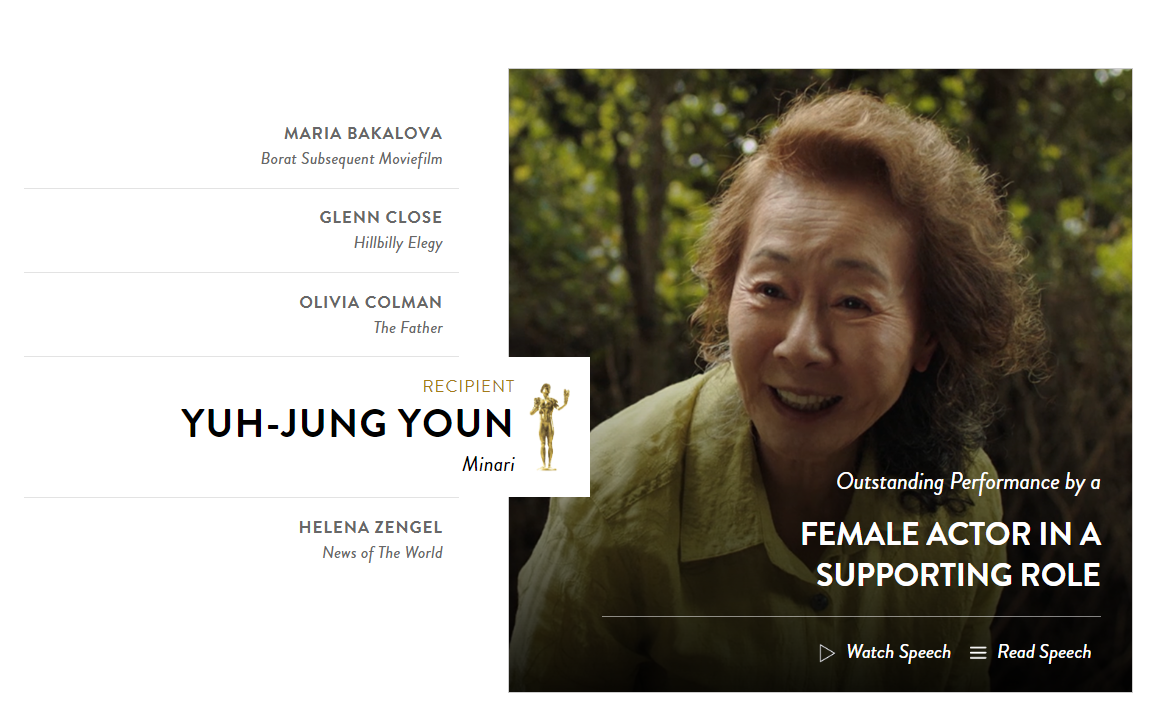 MARIA BAKALOVA
Borat Subsequent Moviefilm
GLENN CLOSE
Hillbilly Elegy
OLIVIA COLMAN
The Father
RECIPIENT
YUH-JUNG YOUN
Minari
HELENA ZENGEL
News of The World
Outstanding Performance by a
FEMALE ACTOR IN A
SUPPORTING ROLE
Watch Speech
Read Speech